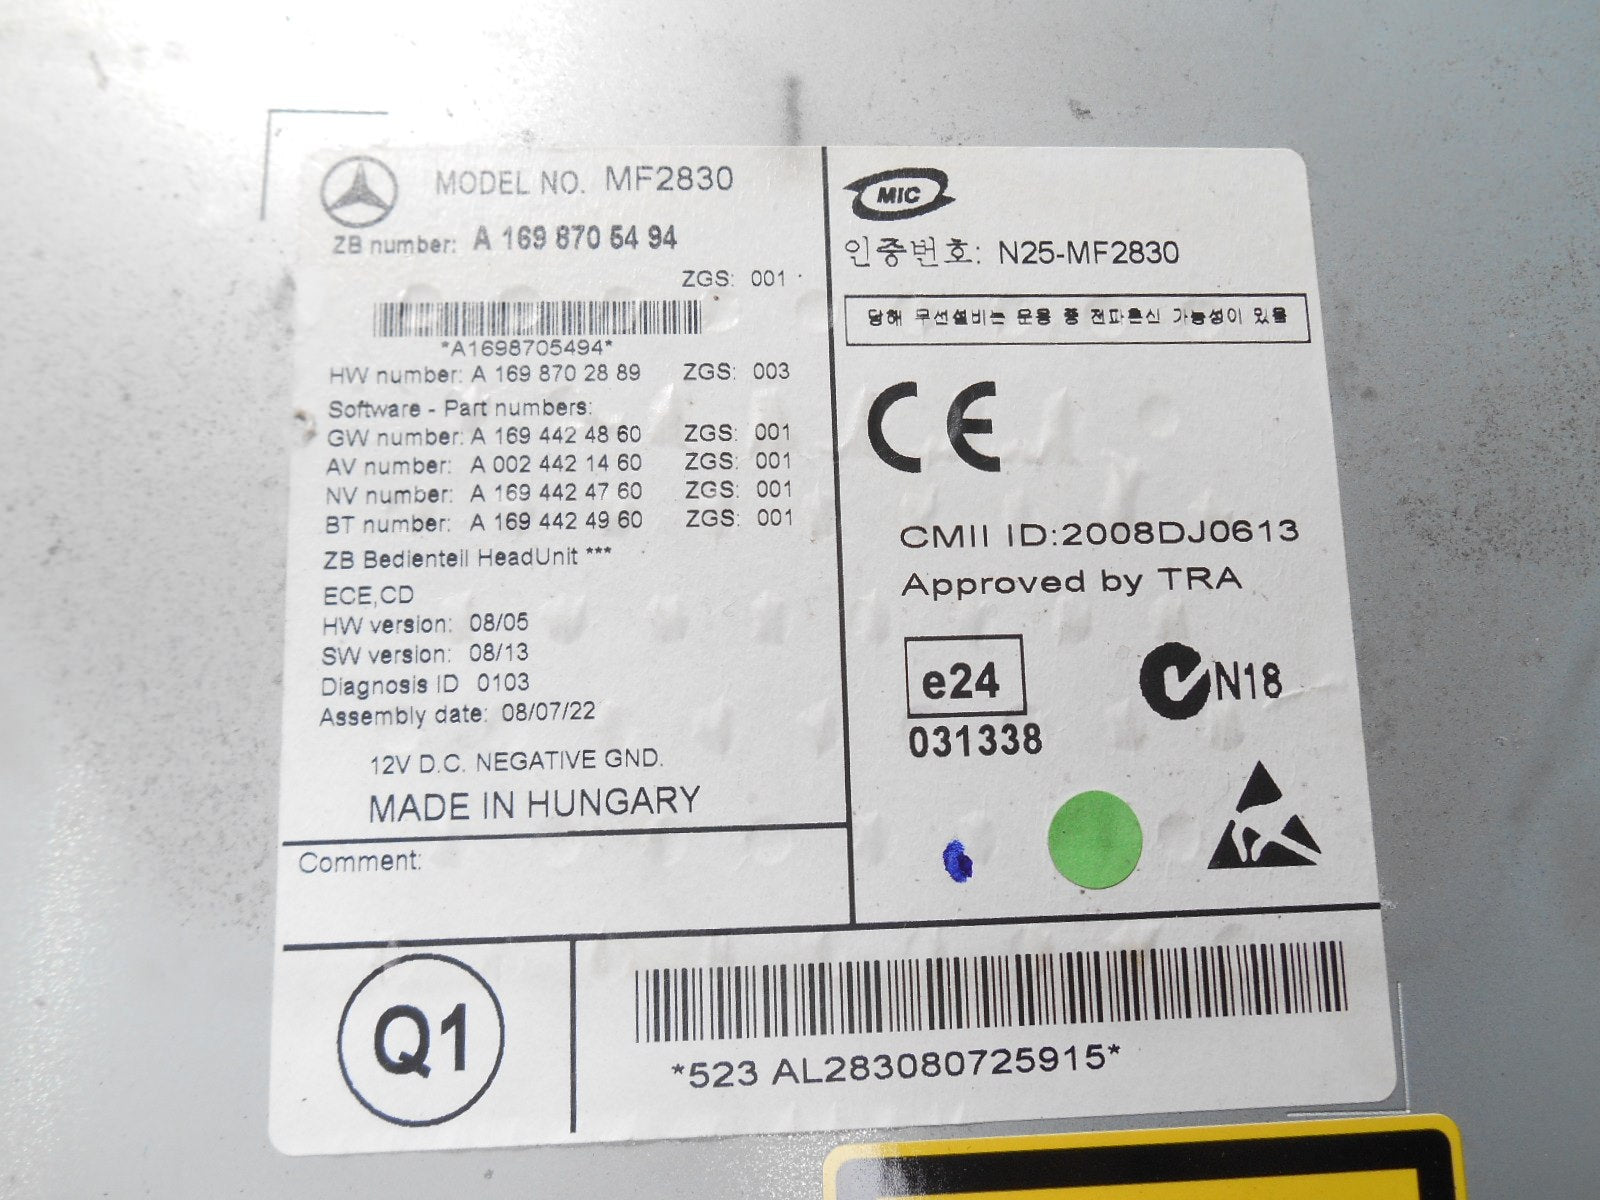 MODEL NO. MF2830
ZB number: A 169 870 54 94
ZGS: 001
*A1698705494*
HW number: A 169 870 28 89 ZGS: 003
Software - Part numbers:
GW number: A 169 442 48 60 ZGS: 001
AV number: A 002 442 14 60 ZGS: 001
NV number: A 169 442 47 60 ZGS: 001
BT number: A 169 442 49 60 ZGS: 001
ZB Bedienteil HeadUnit ***
ECE,CD
HW version: 08/05
SW version: 08/13
Diagnosis ID 0103
Assembly date: 08/07/22
12V D.C. NEGATIVE GND.
MADE IN HUNGARY
Comment:
MIC
인증번호: N25-MF2830
당해 무선설비는 운용 중 전파혼신 가능성이 있음
CE
CMII ID:2008DJ0613
Approved by TRA
e24
031338
N18
Q1
*523 AL283080725915*